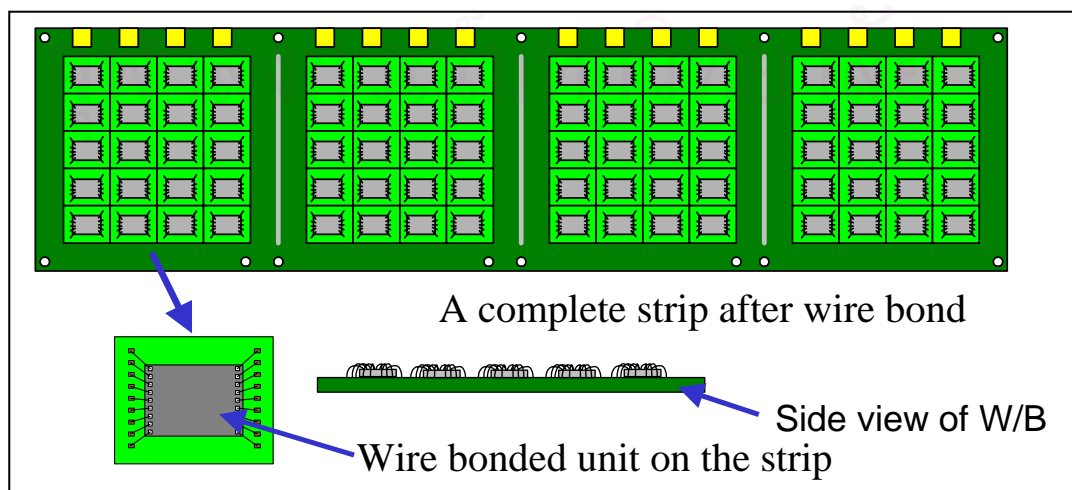 A complete strip after wire bond
Side view of W/B
Wire bonded unit on the strip